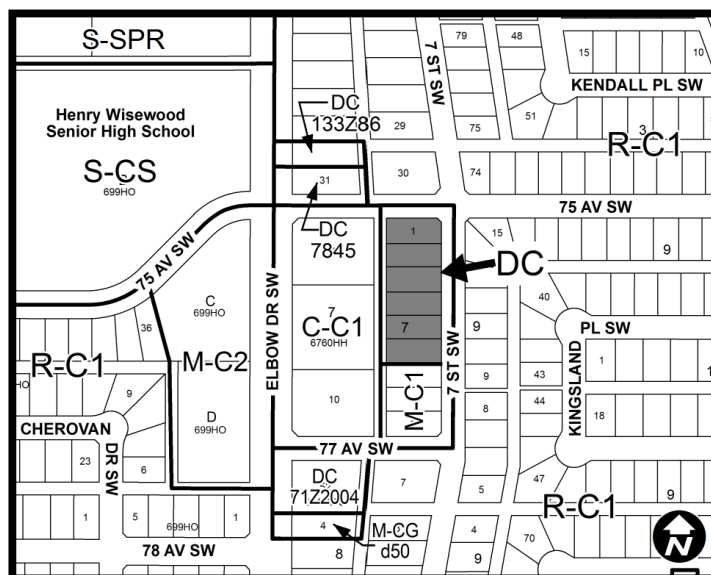 S-SPR
79
48
15
10
KENDALL PL SW
7 ST SW
Henry Wisewood
Senior High School
DC
133Z86
51
29
75
3
R-C1
S-CS
699HO
31
30
74
75 AV SW
DC
7845
1
15
9
DC
75 AV SW
ELBOW DR SW
C
699HO
40
7
C-C1
6760HH
7
9
PL SW
36
R-C1
HO
M-C2
7 ST SW
1
1
KINGSLAND
9
M-C1
9
43
44
8
18
10
D
699HO
CHEROVAN
DR SW
77 AV SW
23
6
DC
71Z2004
7
5
47
9
R-C1
1
5
699HO
1
4
M-CG
d50
3
4
70
78 AV SW
8
9
N